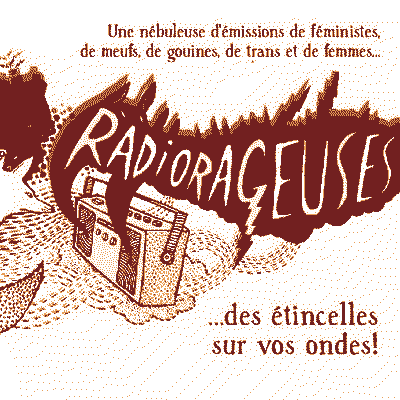 Une nébuleuse d'émissions de féministes,
de meufs, de gouines, de trans et de femmes...
RADIORAGEUSES
...des étincelles
sur vos ondes!